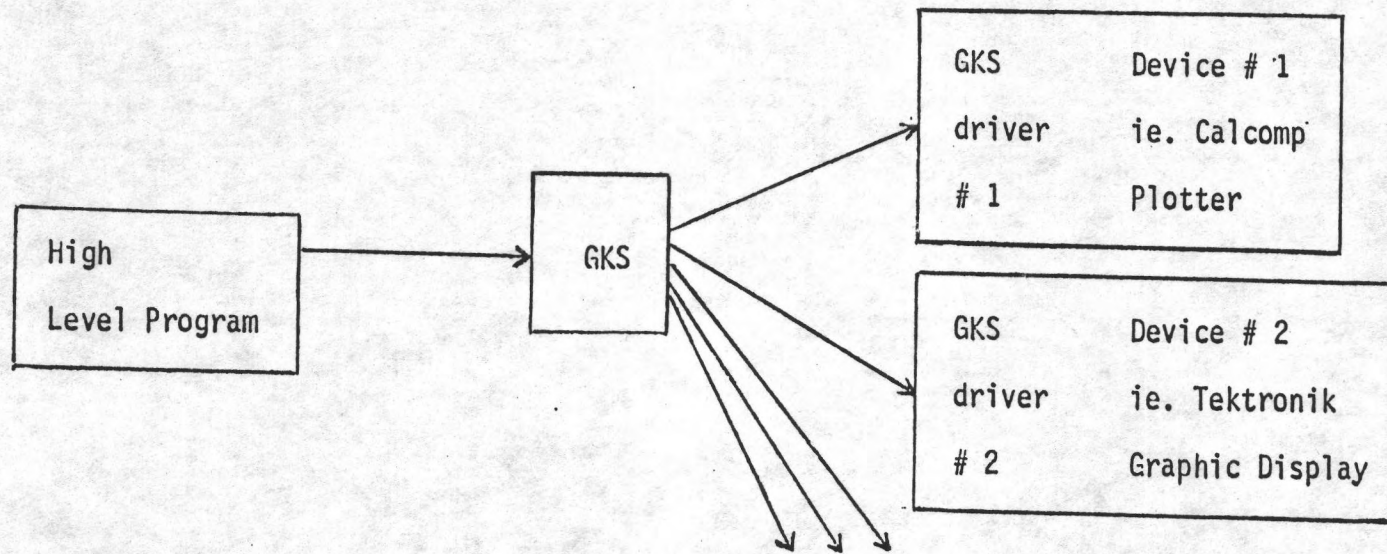 High
Level Program
GKS
GKS Device # 1
driver ie. Calcomp
# 1 Plotter
GKS Device # 2
driver ie. Tektronik
# 2 Graphic Display